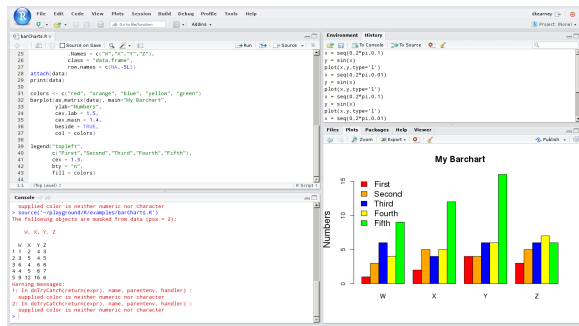 File Edit Code View Plots Session Build Debug Profile Tools Help
dkearney
Go to file/function
Addins
Project: (None)
barCharts.R
Source on Save
Run
Source
25 .Names = c("W","X","Y","Z"),
26 class = "data.frame",
27 row.names = c(NA,-5L))
28 attach(data)
29 print(data)
30
31 colors <- c("red", "orange", "blue", "yellow", "green")
32 barplot(as.matrix(data), main="My Barchart",
33 ylab="Numbers",
34 cex.lab = 1.5,
35 cex.main = 1.4,
36 beside = TRUE,
37 col = colors)
38
39 legend("topleft",
40 c("First","Second","Third","Fourth","Fifth"),
41 cex = 1.3,
42 bty = "n",
43 fill = colors)
44
1:1 (Top Level) R Script
Console
supplied color is neither numeric nor character
> source('~/playground/R/examples/barCharts.R')
The following objects are masked from data (pos = 3):
W, X, Y, Z
W X Y Z
1 1 2 4 3
2 3 5 4 5
3 6 4 6 6
4 4 5 6 7
5 9 12 16 6
Warning messages:
1: In doTryCatch(return(expr), name, parentenv, handler) :
supplied color is neither numeric nor character
2: In doTryCatch(return(expr), name, parentenv, handler) :
supplied color is neither numeric nor character
>
Environment History
To Console To Source
x = seq(0,2*pi,0.1)
y = sin(x)
plot(x,y,type='l')
x = seq(0,2*pi,0.01)
y = sin(x)
plot(x,y,type='l')
x = seq(0,2*pi,0.01)
y = sin(x)
plot(x,y,type='l')
x = seq(0,2*pi,0.01)
Files Plots Packages Help Viewer
Zoom Export Publish
My Barchart
Numbers
15
10
5
0
First
Second
Third
Fourth
Fifth
W X Y Z